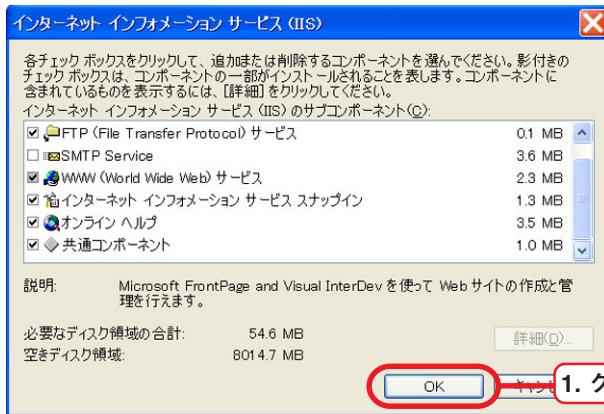 インターネット インフォメーション サービス (IIS)
各チェック ボックスをクリックして、追加または削除するコンポーネントを選んでください。影付きの
チェック ボックスは、コンポーネントの一部がインストールされることを表します。コンポーネントに
含まれているものを表示するには、[詳細] をクリックしてください。
インターネット インフォメーション サービス (IIS) のサブコンポーネント(C):
FTP (File Transfer Protocol) サービス 0.1 MB
SMTP Service 3.6 MB
WWW (World Wide Web) サービス 2.3 MB
インターネット インフォメーション サービス スナップイン 1.3 MB
オンライン ヘルプ 3.5 MB
共通コンポーネント 1.0 MB
説明: Microsoft FrontPage and Visual InterDev を使って Web サイトの作成と管
理を行えます。
必要なディスク領域の合計: 54.6 MB 詳細(D)...
空きディスク領域: 8014.7 MB
OK 1. ク